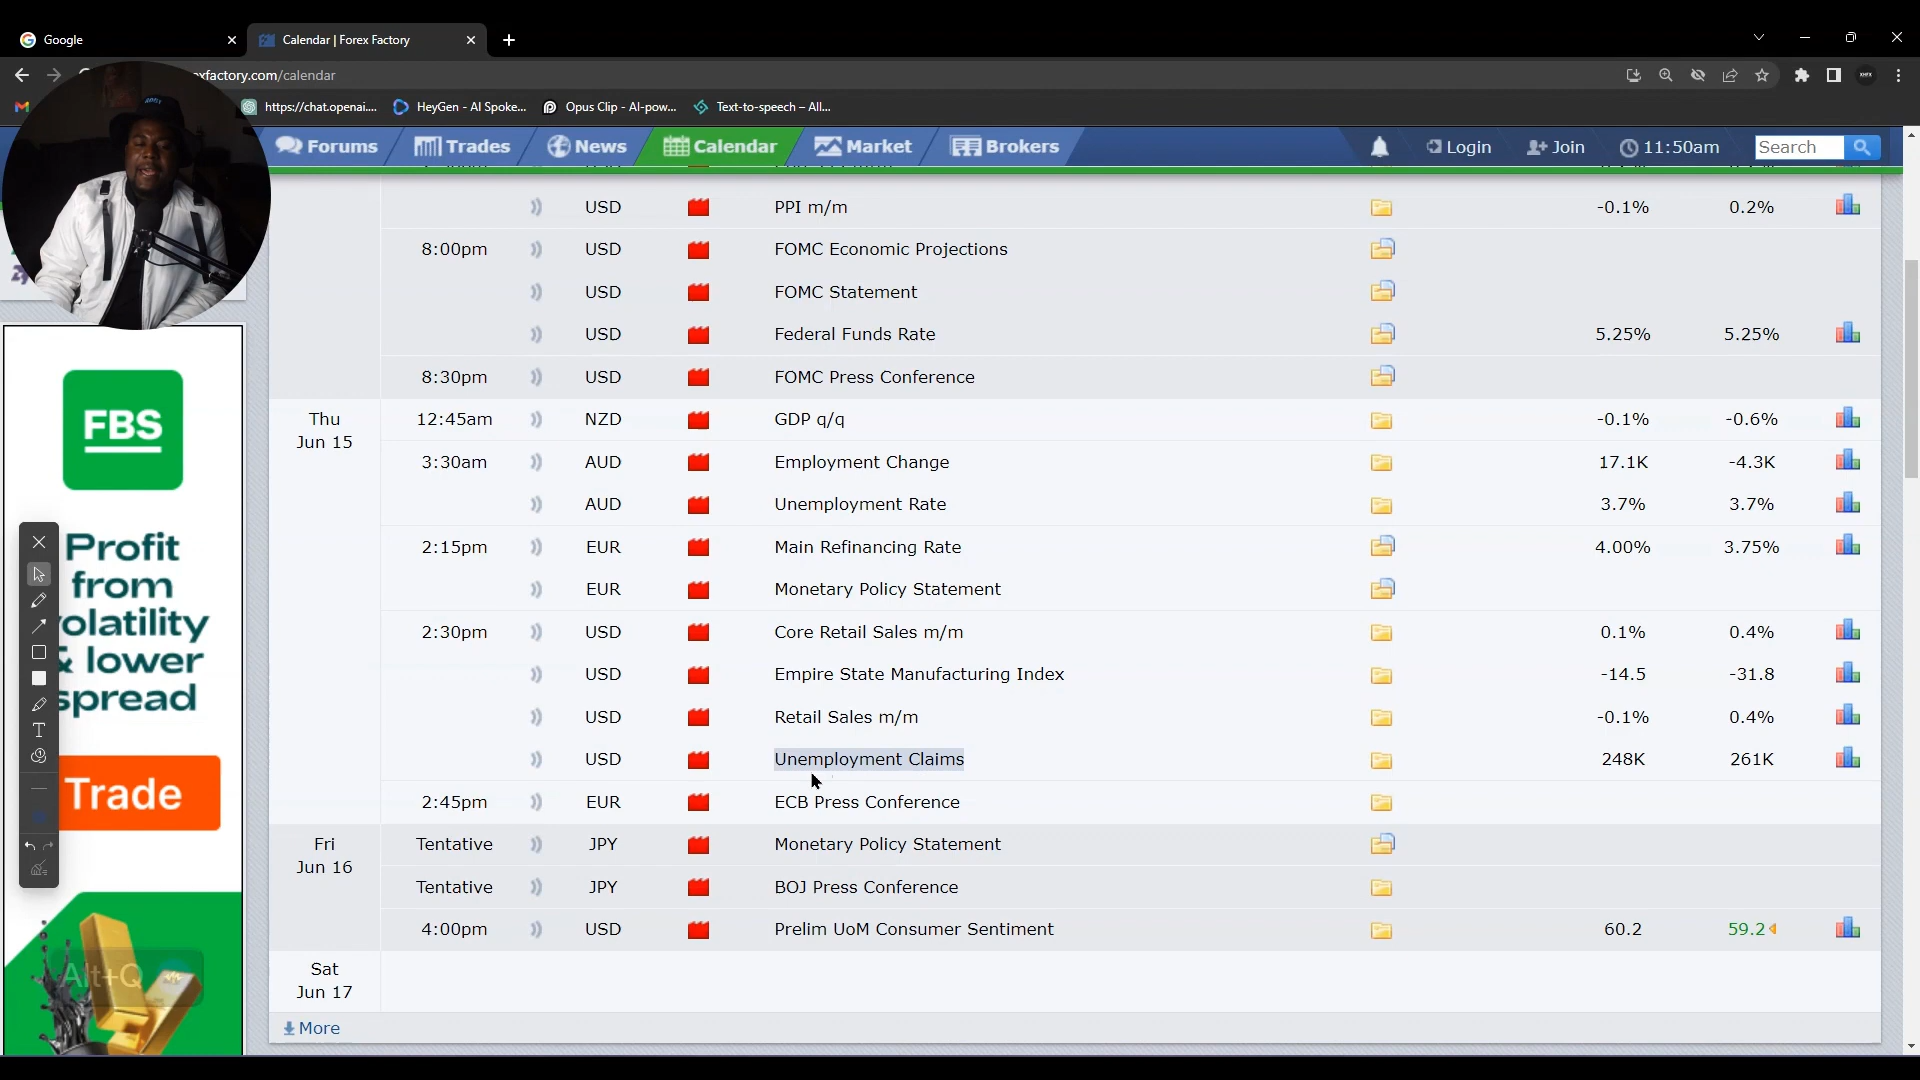 Google
Calendar | Forex Factory
xfactory.com/calendar
https://chat.openai....
HeyGen - AI Spoke...
Opus Clip - AI-pow...
Text-to-speech – All...
Forums
Trades
News
Calendar
Market
Brokers
Login
Join
11:50am
Search
USD PPI m/m -0.1% 0.2%
8:00pm USD FOMC Economic Projections
USD FOMC Statement
USD Federal Funds Rate 5.25% 5.25%
8:30pm USD FOMC Press Conference
Thu
Jun 15
12:45am NZD GDP q/q -0.1% -0.6%
3:30am AUD Employment Change 17.1K -4.3K
AUD Unemployment Rate 3.7% 3.7%
2:15pm EUR Main Refinancing Rate 4.00% 3.75%
EUR Monetary Policy Statement
2:30pm USD Core Retail Sales m/m 0.1% 0.4%
USD Empire State Manufacturing Index -14.5 -31.8
USD Retail Sales m/m -0.1% 0.4%
USD Unemployment Claims 248K 261K
2:45pm EUR ECB Press Conference
Fri
Jun 16
Tentative JPY Monetary Policy Statement
Tentative JPY BOJ Press Conference
4:00pm USD Prelim UoM Consumer Sentiment 60.2 59.2
Sat
Jun 17
More
FBS
Profit
from
volatility
& lower
spread
Trade
Alt+Q